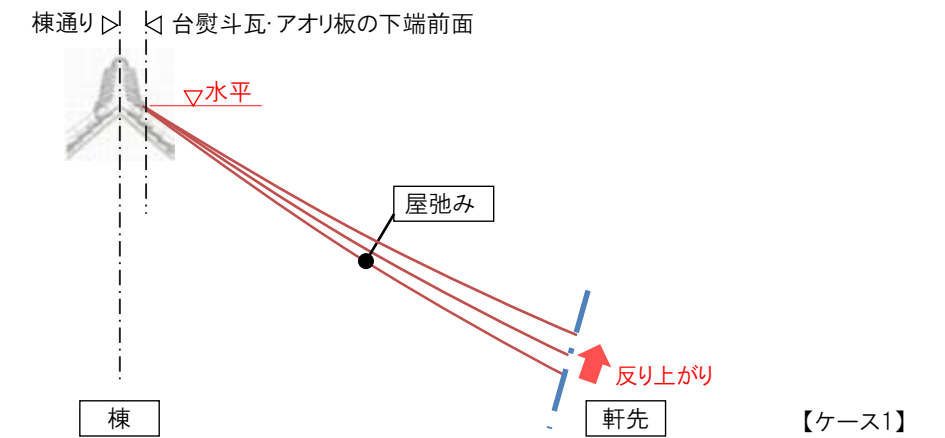 棟通り▷ ◁ 台熨斗瓦・アオリ板の下端前面
▽水平
屋弛み
反り上がり
棟
軒先
【ケース1】